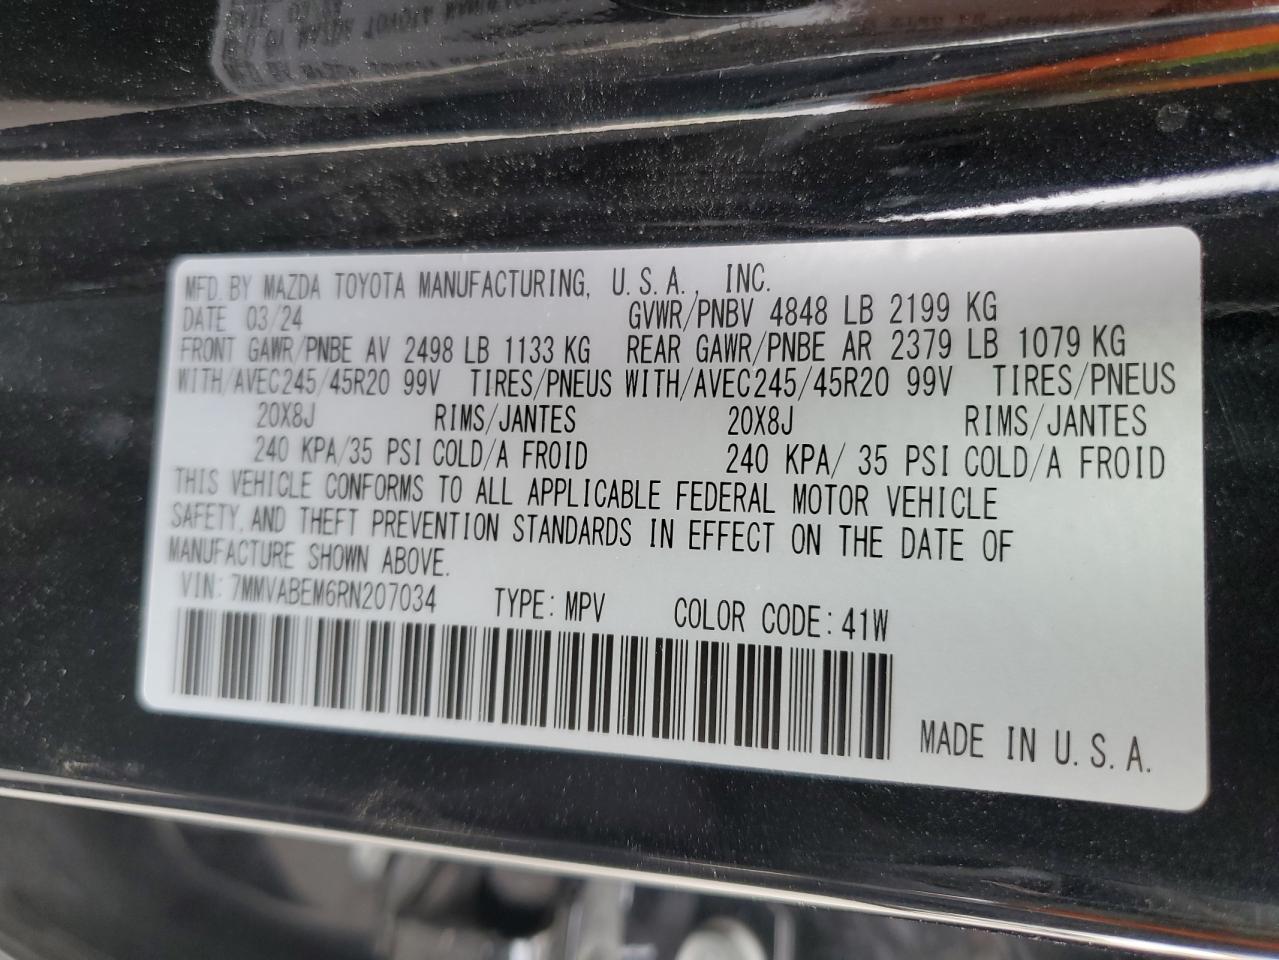 MFD. BY MAZDA TOYOTA MANUFACTURING, U.S.A., INC.
DATE 03/24 GVWR/PNBV 4848 LB 2199 KG
FRONT GAWR/PNBE AV 2498 LB 1133 KG REAR GAWR/PNBE AR 2379 LB 1079 KG
WITH/AVEC245/45R20 99V TIRES/PNEUS WITH/AVEC245/45R20 99V TIRES/PNEUS
20X8J RIMS/JANTES 20X8J RIMS/JANTES
240 KPA/35 PSI COLD/A FROID 240 KPA/ 35 PSI COLD/A FROID
THIS VEHICLE CONFORMS TO ALL APPLICABLE FEDERAL MOTOR VEHICLE
SAFETY, AND THEFT PREVENTION STANDARDS IN EFFECT ON THE DATE OF
MANUFACTURE SHOWN ABOVE.
VIN: 7MMVABEM6RN207034 TYPE: MPV COLOR CODE: 41W
MADE IN U.S.A.